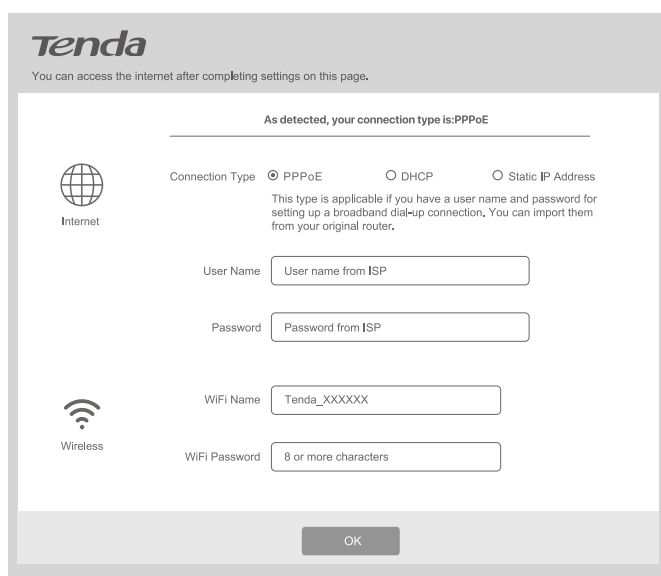 Tenda
You can access the internet after completing settings on this page.
As detected, your connection type is:PPPoE
Connection Type PPPoE DHCP Static IP Address
This type is applicable if you have a user name and password for
setting up a broadband dial-up connection. You can import them
from your original router.
Internet
User Name User name from ISP
Password Password from ISP
WiFi Name Tenda_XXXXXX
Wireless
WiFi Password 8 or more characters
OK